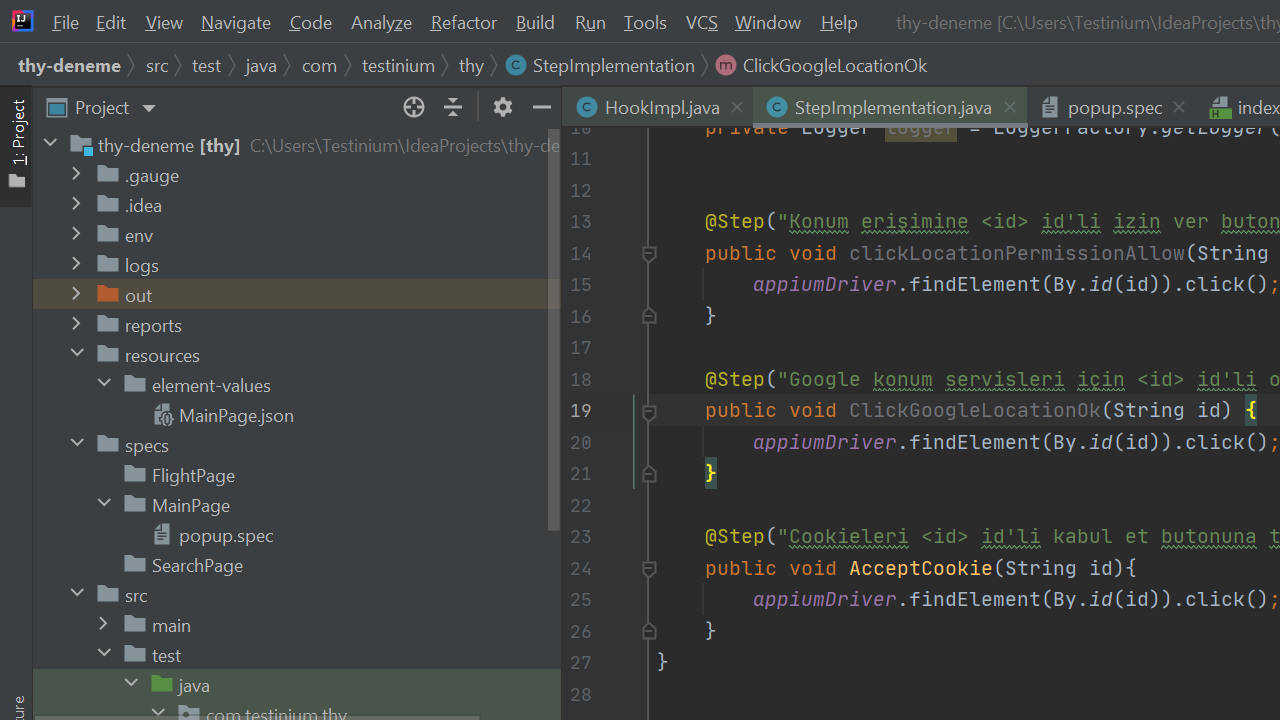 File Edit View Navigate Code Analyze Refactor Build Run Tools VCS Window Help thy-deneme [C:\Users\Testinium\IdeaProjects\thy
thy-deneme src test java com testinium thy StepImplementation ClickGoogleLocationOk
1: Project
Project
thy-deneme [thy] C:\Users\Testinium\IdeaProjects\thy-de
.gauge
.idea
env
logs
out
reports
resources
element-values
MainPage.json
specs
FlightPage
MainPage
popup.spec
SearchPage
src
main
test
java
com.testinium.thy
HookImpl.java StepImplementation.java popup.spec index
10 private Logger logger = LoggerFactory.getLogger(
11
12
13 @Step("Konum erişimine <id> id'li izin ver buton
14 public void clickLocationPermissionAllow(String
15 appiumDriver.findElement(By.id(id)).click();
16 }
17
18 @Step("Google konum servisleri için <id> id'li o
19 public void ClickGoogleLocationOk(String id) {
20 appiumDriver.findElement(By.id(id)).click();
21 }
22
23 @Step("Cookieleri <id> id'li kabul et butonuna t
24 public void AcceptCookie(String id){
25 appiumDriver.findElement(By.id(id)).click();
26 }
27 }
28